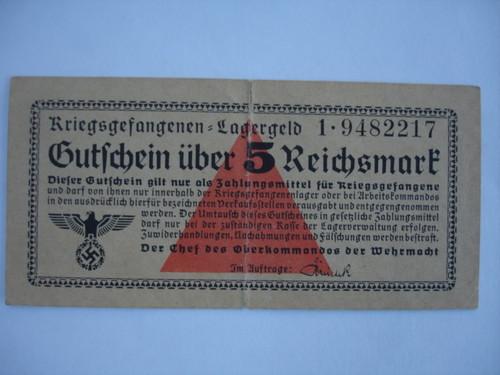 Kriegsgefangenen-Lagergeld 1·9482217
Gutschein über 5 Reichsmark
Dieser Gutschein gilt nur als Zahlungsmittel für Kriegsgefangene
und darf von ihnen nur innerhalb der Kriegsgefangenenlager oder bei Arbeitskommandos
in den ausdrücklich hierfür bezeichneten Verkaufsstellen verausgabt und entgegengenommen
werden. Der Umtausch dieses Gutscheines in gesetzliche Zahlungsmittel
darf nur bei der zuständigen Kasse der Lagerverwaltung erfolgen.
Zuwiderhandlungen, Nachahmungen und Fälschungen werden bestraft.
Der Chef des Oberkommandos der Wehrmacht
Im Auftrage: